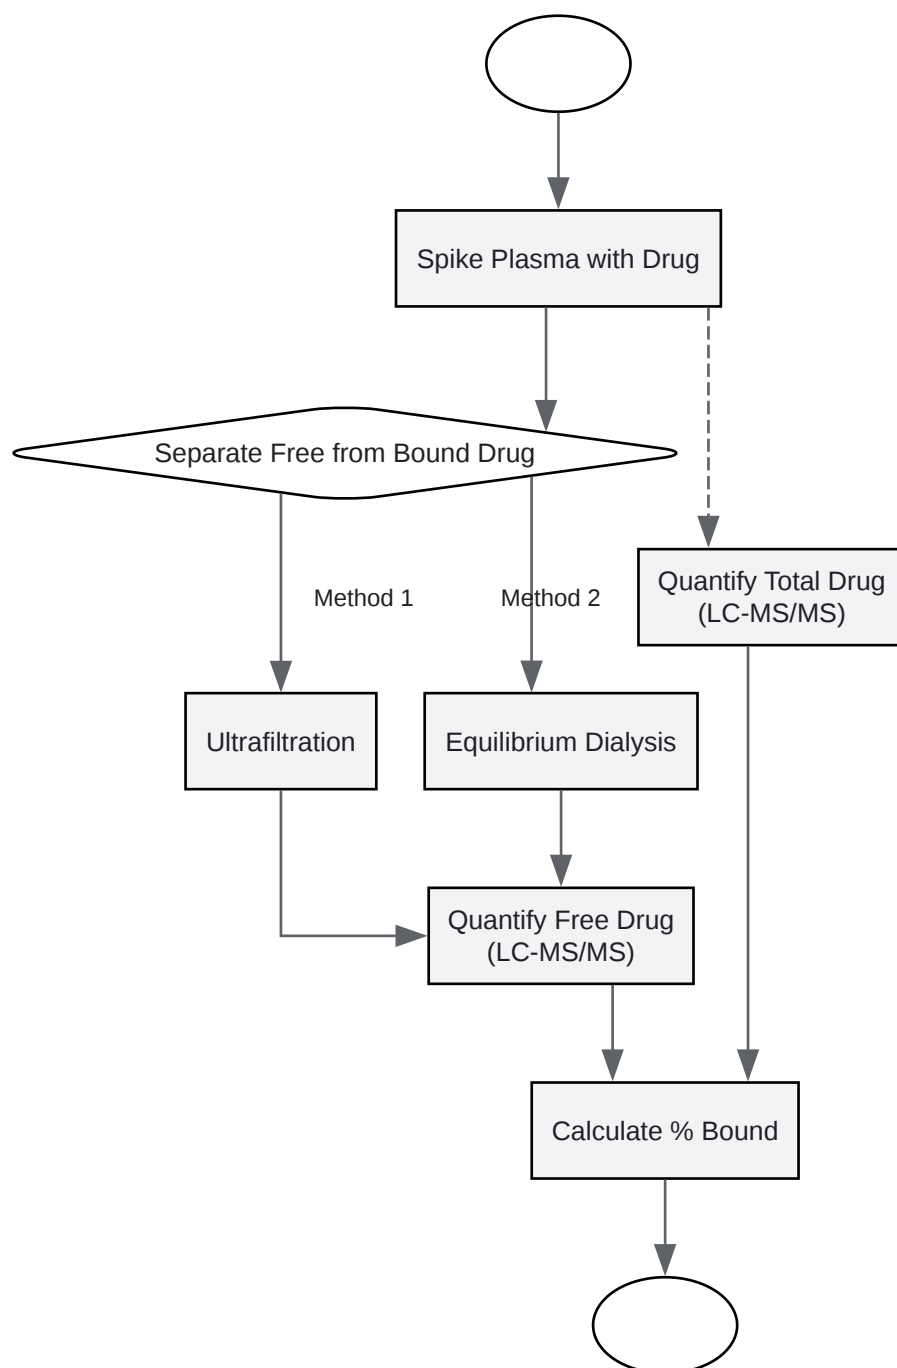 Spike Plasma with Drug
Separate Free from Bound Drug
Method 1
Method 2
Quantify Total Drug
(LC-MS/MS)
Ultrafiltration
Equilibrium Dialysis
Quantify Free Drug
(LC-MS/MS)
Calculate % Bound